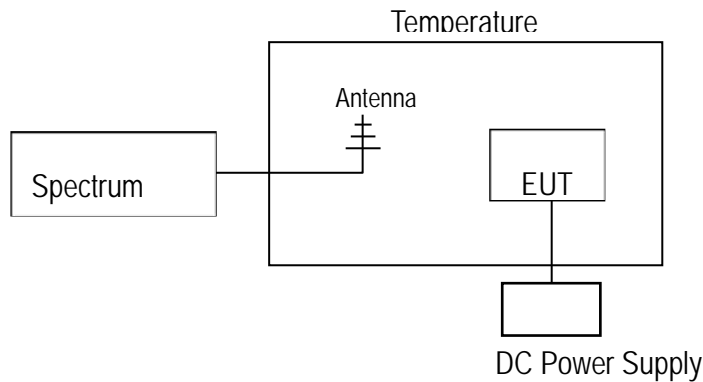 Temperature
Antenna
Spectrum
EUT
DC Power Supply